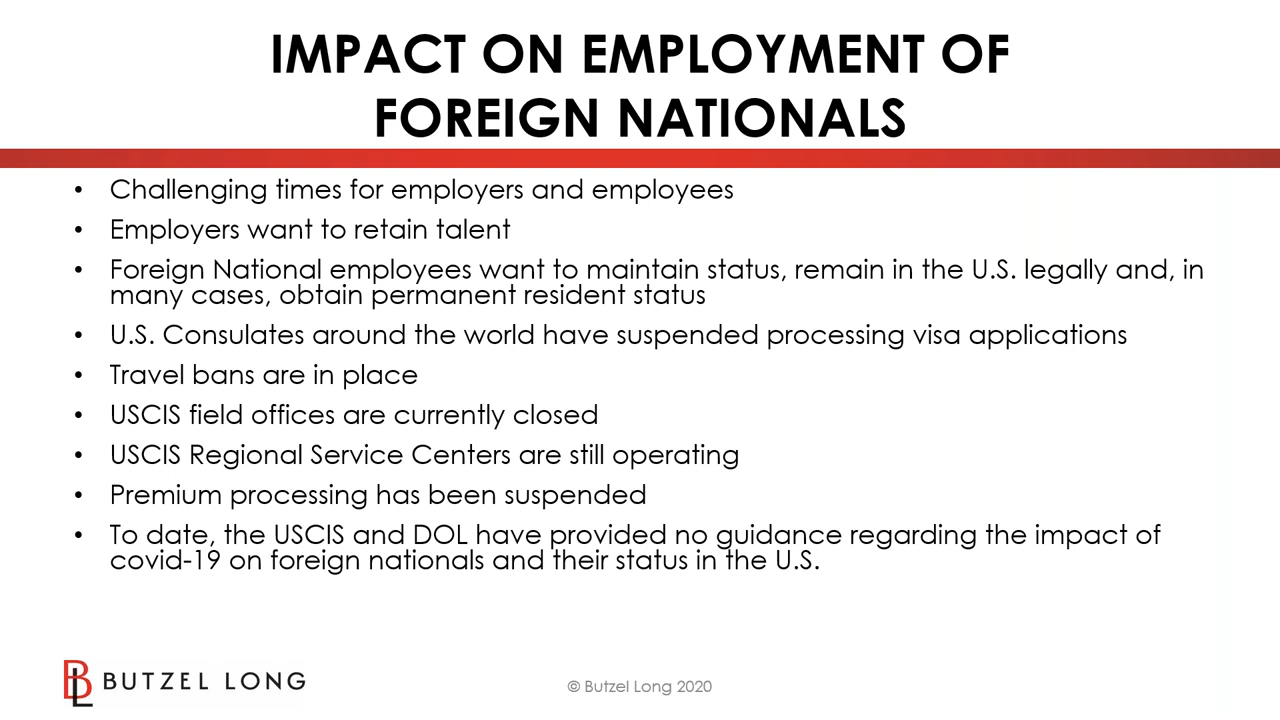 IMPACT ON EMPLOYMENT OF
FOREIGN NATIONALS
• Challenging times for employers and employees
• Employers want to retain talent
• Foreign National employees want to maintain status, remain in the U.S. legally and, in
many cases, obtain permanent resident status
• U.S. Consulates around the world have suspended processing visa applications
• Travel bans are in place
• USCIS field offices are currently closed
• USCIS Regional Service Centers are still operating
• Premium processing has been suspended
• To date, the USCIS and DOL have provided no guidance regarding the impact of
covid-19 on foreign nationals and their status in the U.S.
BL BUTZEL LONG
© Butzel Long 2020